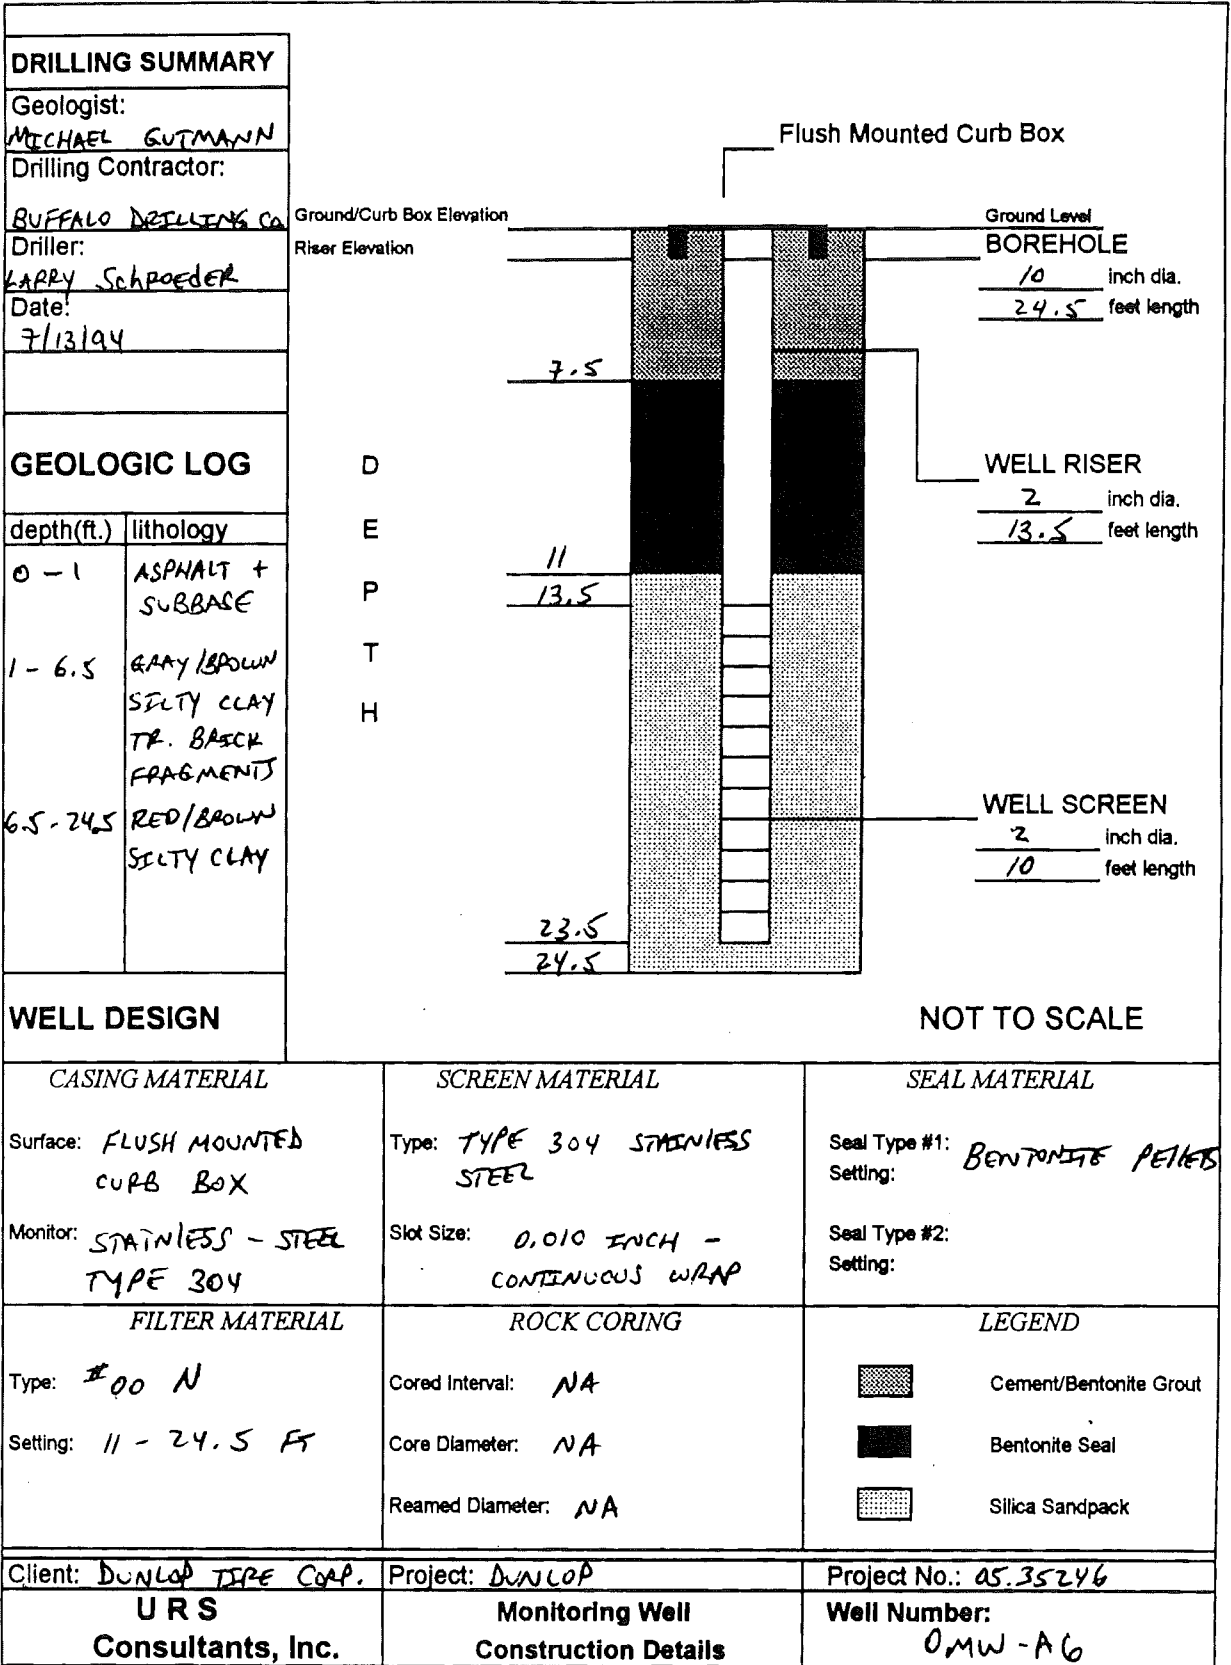 DRILLING SUMMARY
Geologist:
MICHAEL GUTMANN
Drilling Contractor:
BUFFALO DRILLING CO
Driller:
LARRY SCHROEDER
Date:
7/13/94
Flush Mounted Curb Box
Ground/Curb Box Elevation
Riser Elevation
Ground Level
BOREHOLE
10 inch dia.
24.5 feet length
7.5
GEOLOGIC LOG
depth(ft.) lithology
0 - 1 ASPHALT +
SUBBASE
1 - 6.5 GRAY/BROWN
SILTY CLAY
TR. BRICK
FRAGMENTS
6.5-24.5 RED/BROWN
SILTY CLAY
D
E
P
T
H
WELL RISER
2 inch dia.
13.5 feet length
11
13.5
WELL SCREEN
2 inch dia.
10 feet length
23.5
24.5
WELL DESIGN
NOT TO SCALE
CASING MATERIAL
Surface: FLUSH MOUNTED
CURB BOX
Monitor: STAINLESS - STEEL
TYPE 304
SCREEN MATERIAL
Type: TYPE 304 STAINLESS
STEEL
Slot Size: 0.010 INCH -
CONTINUOUS WRAP
SEAL MATERIAL
Seal Type #1: BENTONITE PELLETS
Setting:
Seal Type #2:
Setting:
FILTER MATERIAL
Type: #00 N
Setting: 11 - 24.5 FT
ROCK CORING
Cored Interval: NA
Core Diameter: NA
Reamed Diameter: NA
LEGEND
Cement/Bentonite Grout
Bentonite Seal
Silica Sandpack
Client: DUNLOP TIRE CORP.
Project: DUNLOP
Project No.: 05.35246
URS
Consultants, Inc.
Monitoring Well
Construction Details
Well Number:
OMW-A6